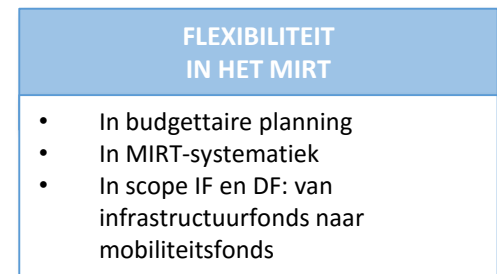 FLEXIBILITEIT
IN HET MIRT
• In budgettaire planning
• In MIRT-systematiek
• In scope IF en DF: van
infrastructuurfonds naar
mobiliteitsfonds